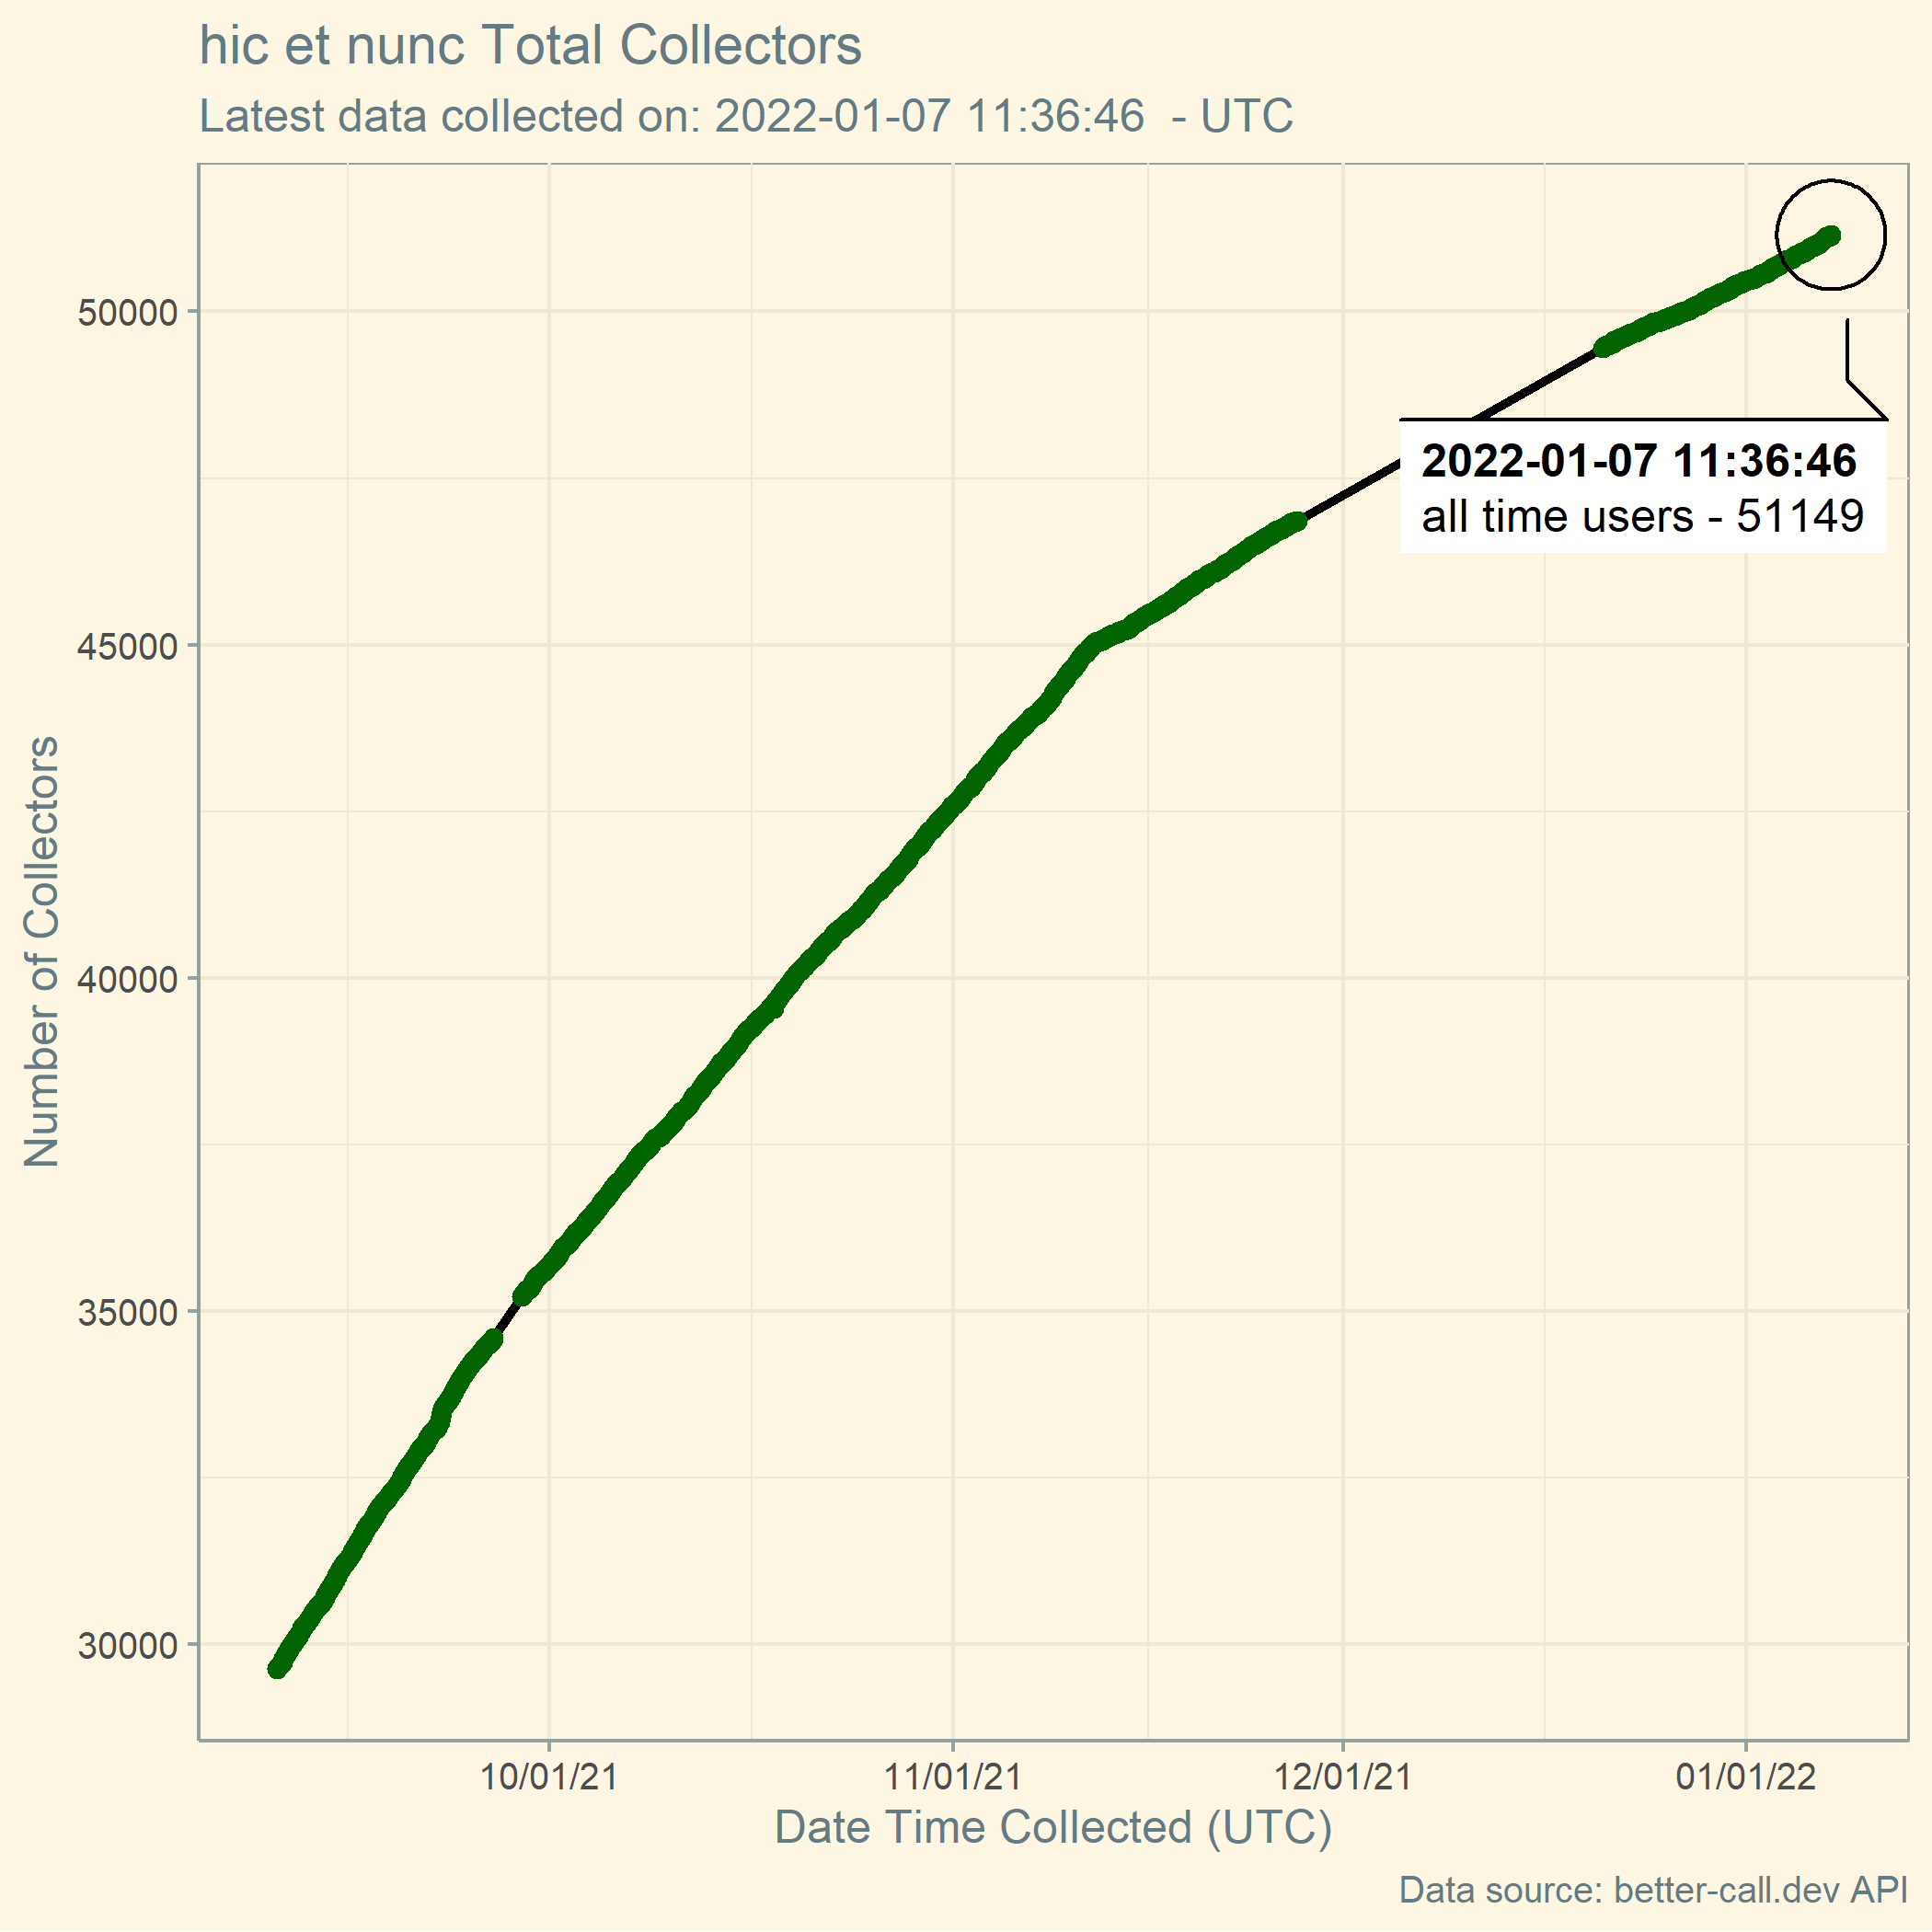 hic et nunc Total Collectors
Latest data collected on: 2022-01-07 11:36:46  - UTC
50000
45000
40000
35000
30000
Number of Collectors
2022-01-07 11:36:46
all time users - 51149
10/01/21 11/01/21 12/01/21 01/01/22
Date Time Collected (UTC)
Data source: better-call.dev API